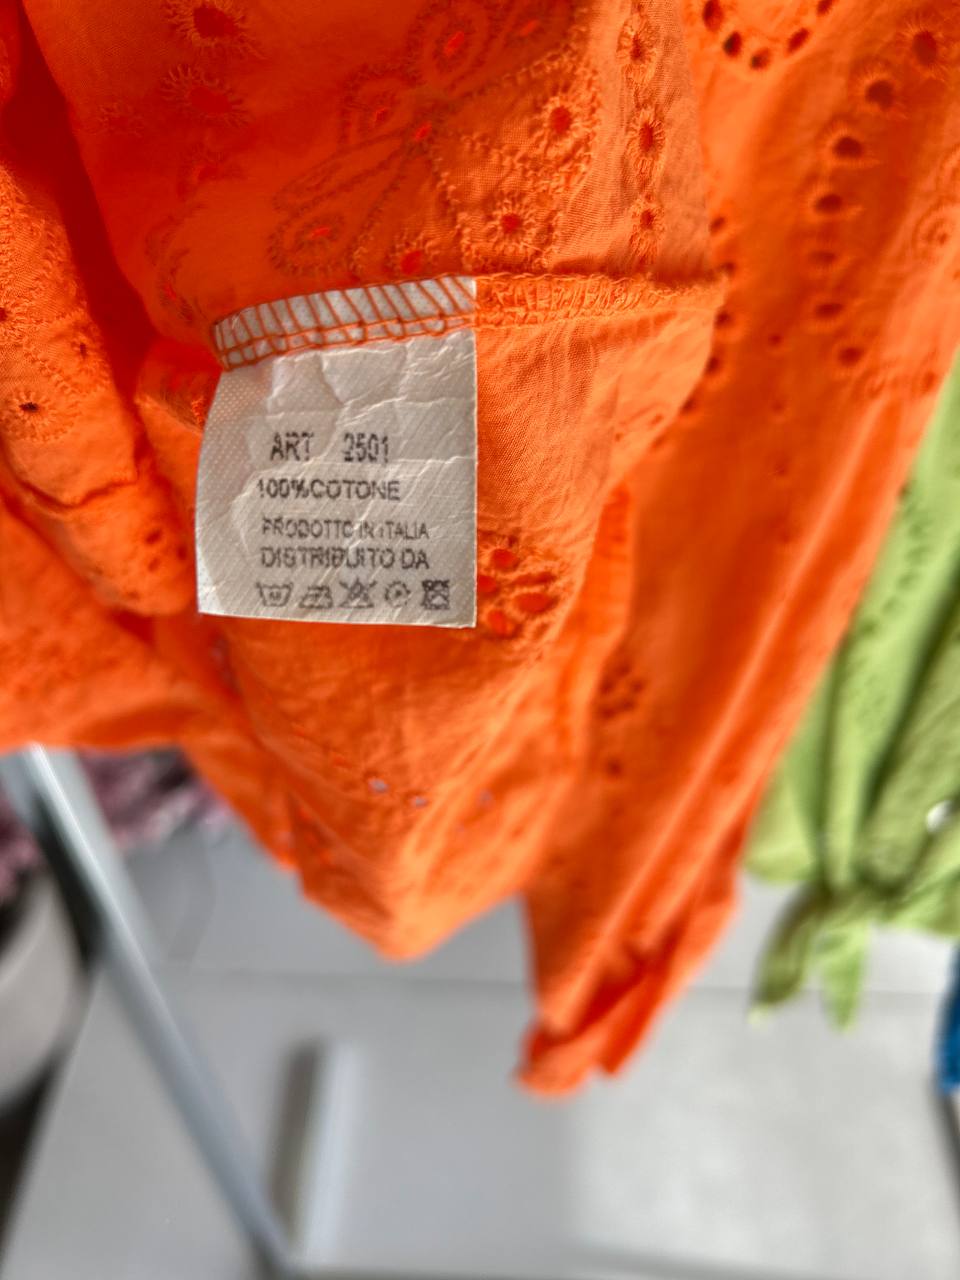 ART 2501
100%COTONE
PRODOTTO IN ITALIA
DISTRIBUITO DA